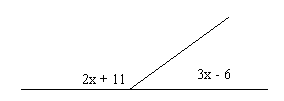 2x + 11
3x - 6